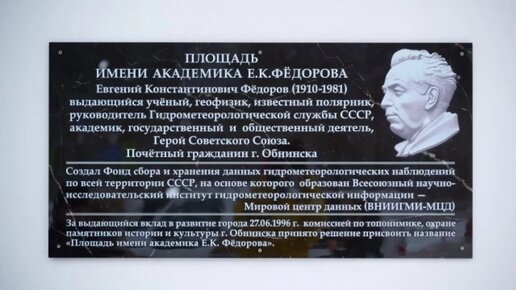 ПЛОЩАДЬ
ИМЕНИ АКАДЕМИКА Е.К.ФЁДОРОВА
Евгений Константинович Фёдоров (1910-1981)
выдающийся учёный, геофизик, известный полярник,
руководитель Гидрометеорологической службы СССР,
академик, государственный и общественный деятель,
Герой Советского Союза.
Почётный гражданин г. Обнинска
Создал Фонд сбора и хранения данных гидрометеорологических наблюдений
по всей территории СССР, на основе которого образован Всесоюзный научно-
исследовательский институт гидрометеорологической информации —
Мировой центр данных (ВНИИГМИ-МЦД)
За выдающийся вклад в развитие города 27.06.1996 г. комиссией по топонимике, охране
памятников истории и культуры г. Обнинска принято решение присвоить название
«Площадь имени академика Е.К. Фёдорова».